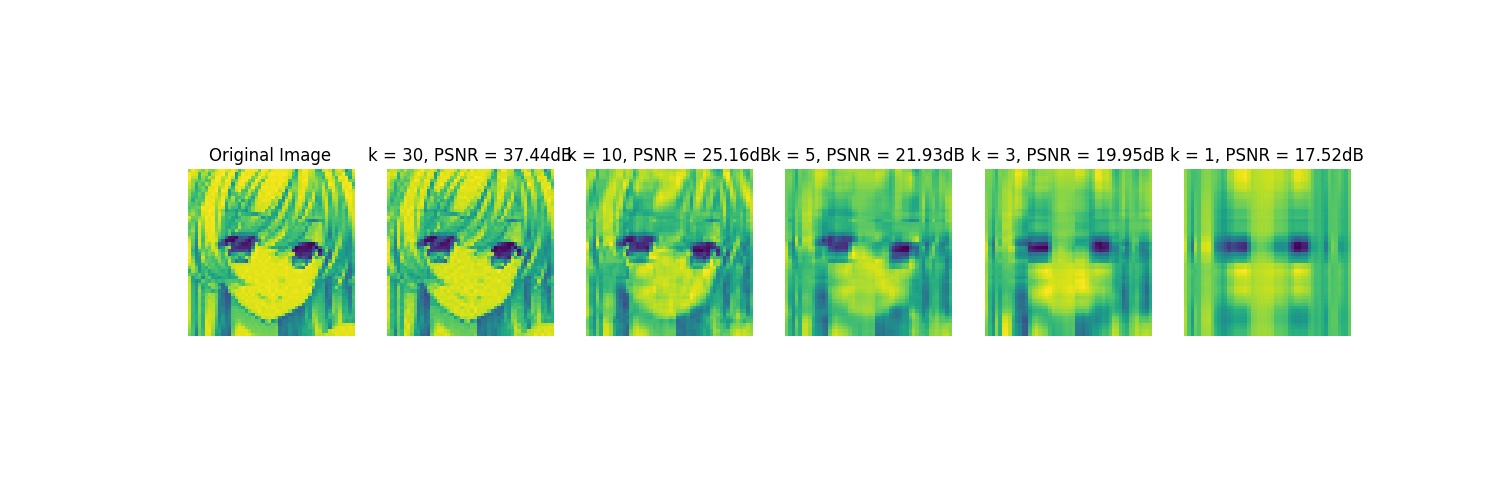 Original Image
k = 30, PSNR = 37.44dB
k = 10, PSNR = 25.16dB
k = 5, PSNR = 21.93dB
k = 3, PSNR = 19.95dB
k = 1, PSNR = 17.52dB